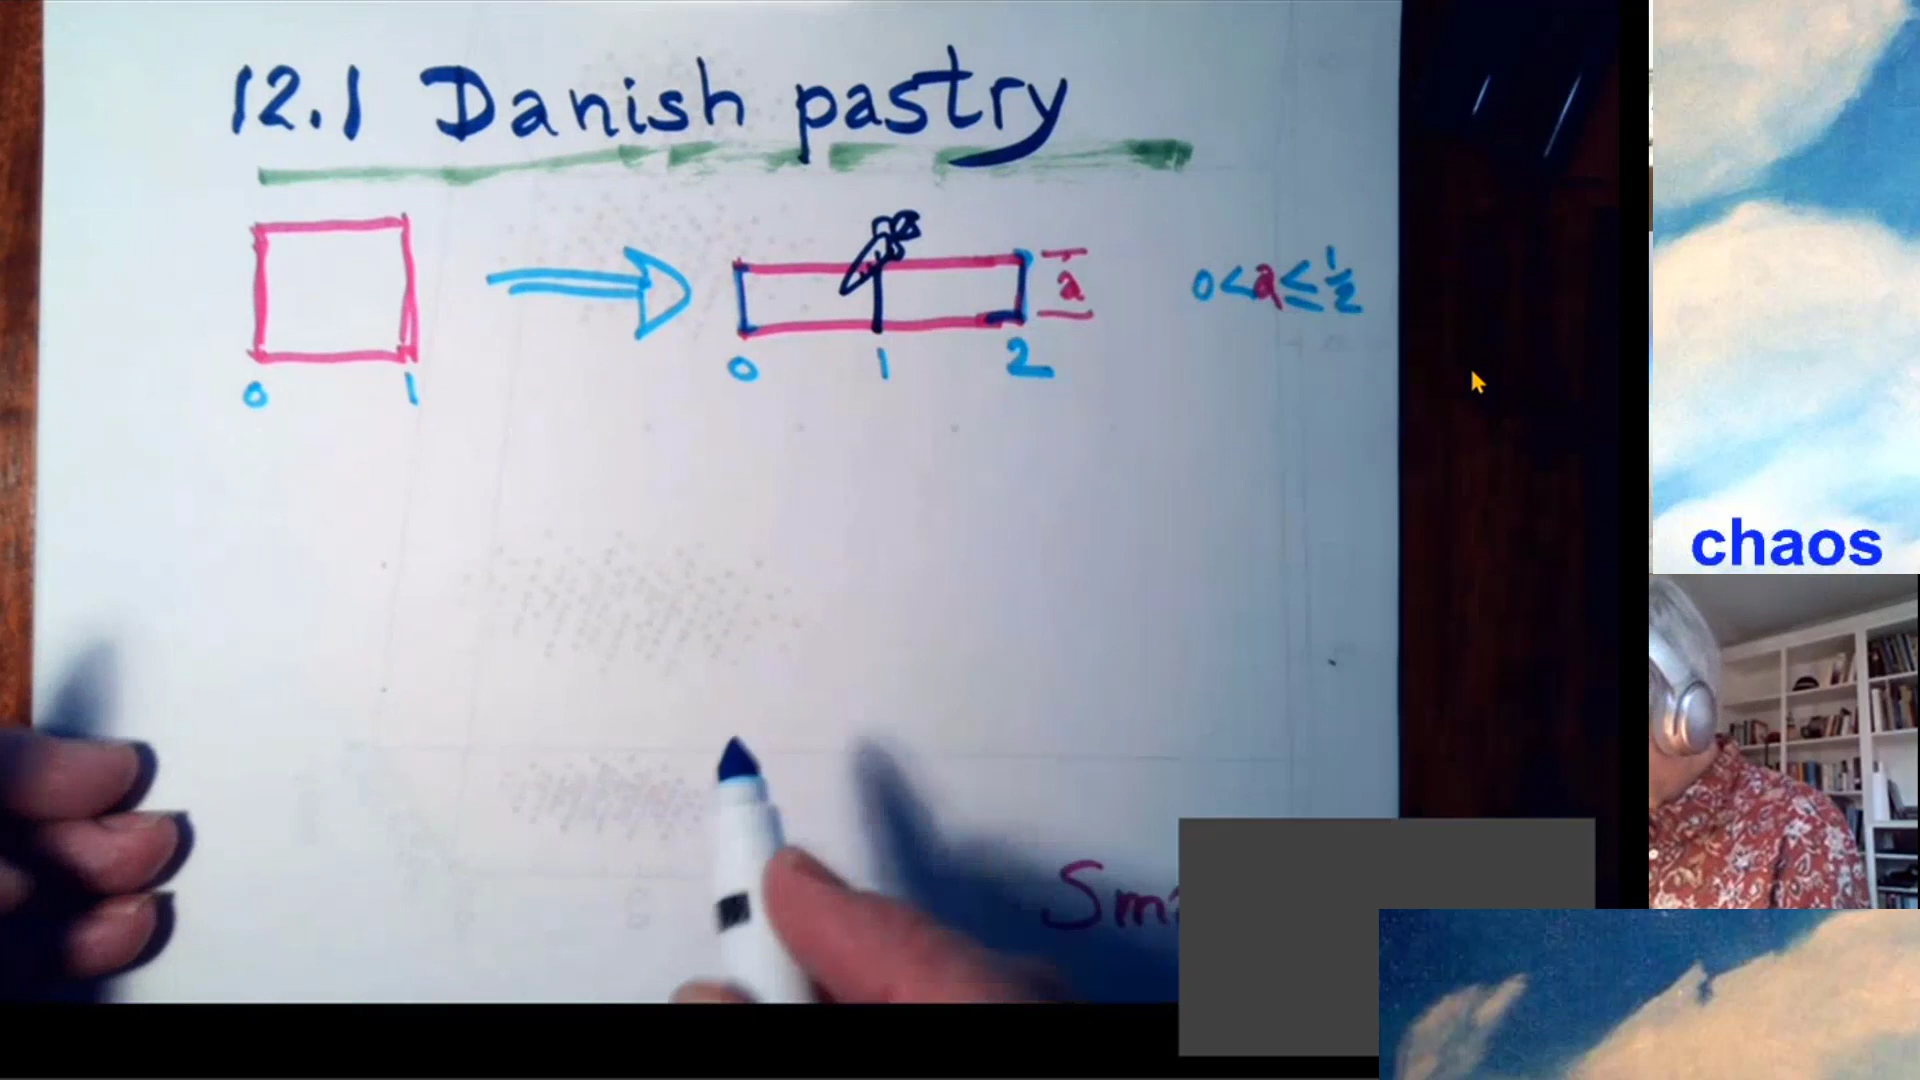 12.1 Danish pastry
a 0<a≤½
0 1 0 1 2
chaos